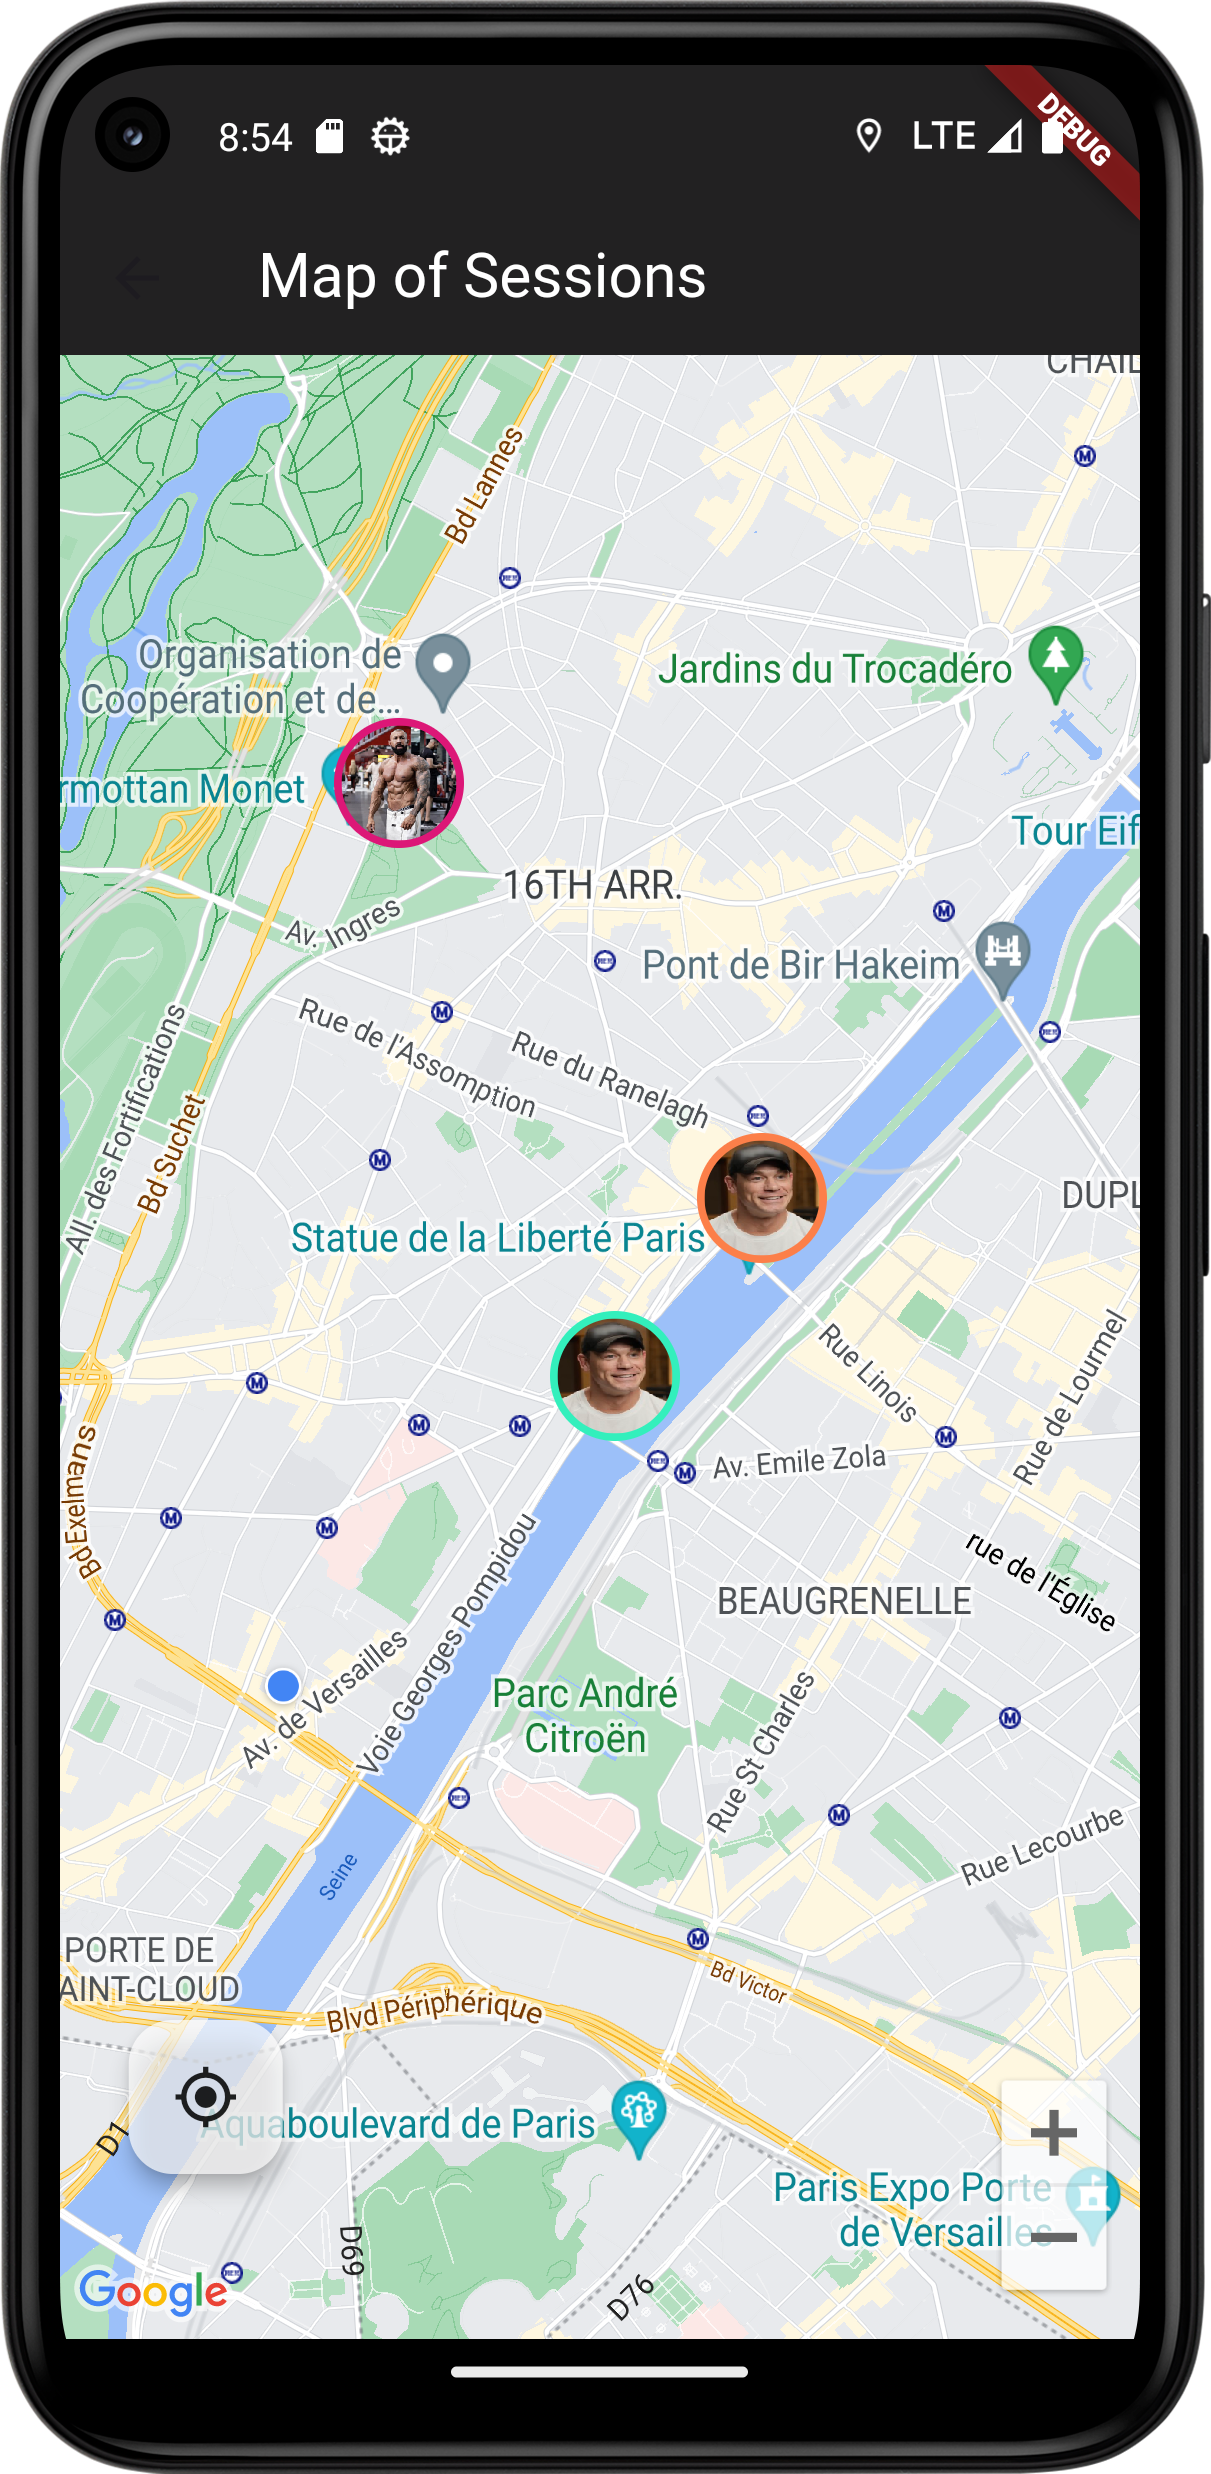 8:54
LTE
DEBUG
Map of Sessions
CHAIL
Bd Lannes
Organisation de
Coopération et de...
Jardins du Trocadéro
rmottan Monet
Tour Eif
16TH ARR.
Av. Ingres
Pont de Bir Hakeim
Rue de l'Assomption
Rue du Ranelagh
All. des Fortifications
Bd Suchet
DUPL
Statue de la Liberté Paris
Rue Linois
Rue de Lourmel
Av. Emile Zola
Bd Exelmans
rue de l'Église
BEAUGRENELLE
Voie Georges Pompidou
Av. de Versailles
Parc André
Citroën
Rue St Charles
Rue Lecourbe
Seine
PORTE DE
AINT-CLOUD
Bd Victor
Blvd Périphérique
D1
Aquaboulevard de Paris
Paris Expo Porte
de Versailles
D69
D76
Google